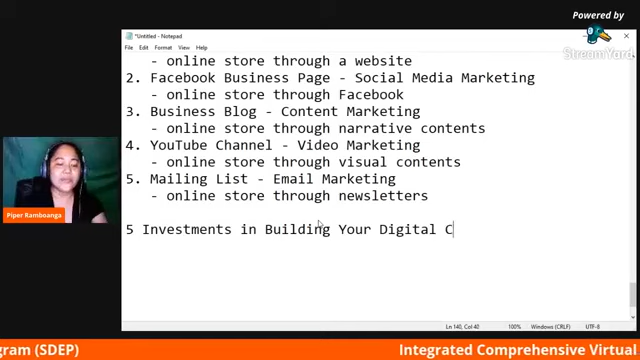 Powered by
StreamYard
*Untitled - Notepad
File Edit Format View Help
- online store through a website
2. Facebook Business Page - Social Media Marketing
- online store through Facebook
3. Business Blog - Content Marketing
- online store through narrative contents
4. YouTube Channel - Video Marketing
- online store through visual contents
5. Mailing List - Email Marketing
- online store through newsletters
5 Investments in Building Your Digital C
Piper Ramboanga
Ln 140, Col 40 100% Windows (CRLF) UTF-8
gram (SDEP) Integrated Comprehensive Virtual